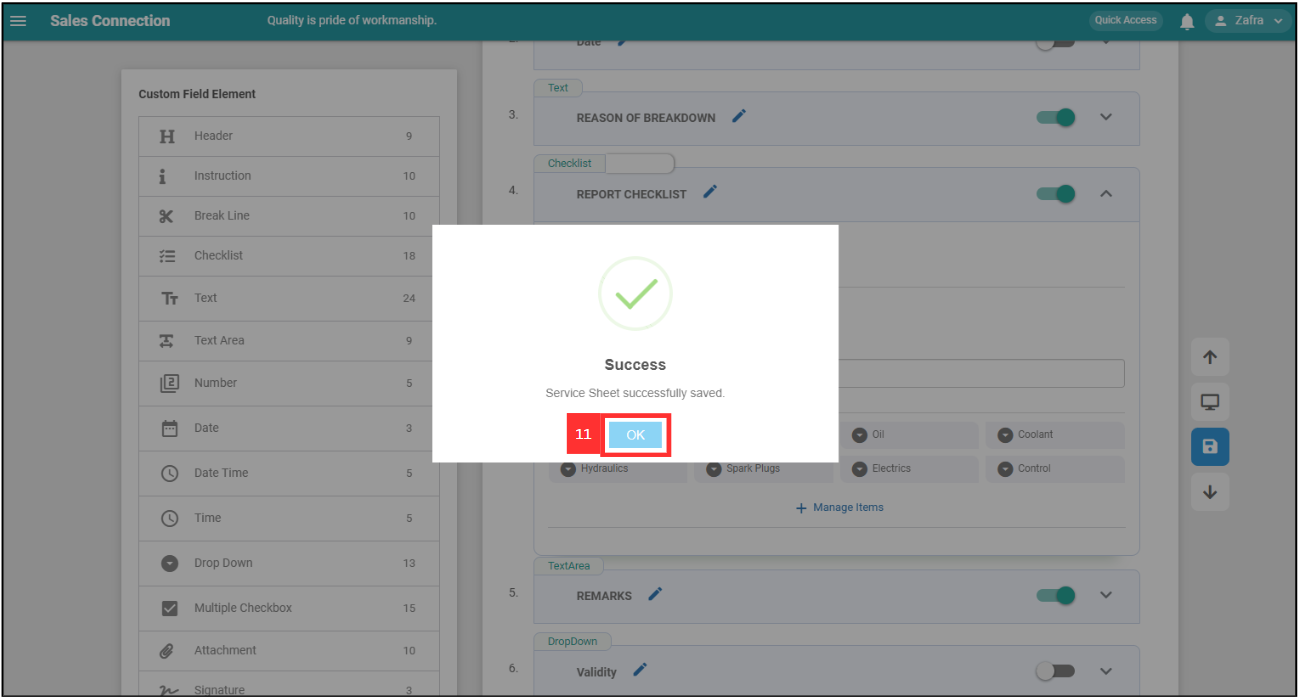 Sales Connection
Quality is pride of workmanship.
Quick Access
Zafra
Custom Field Element
Header 9
Instruction 10
Break Line 10
Checklist 18
Text 24
Text Area 9
Number 5
Date 3
Date Time 5
Time 5
Drop Down 13
Multiple Checkbox 15
Attachment 10
Signature 3
Date
Text
3. REASON OF BREAKDOWN
Checklist
4. REPORT CHECKLIST
Success
Service Sheet successfully saved.
11 OK
Oil Coolant
Hydraulics Spark Plugs Electrics Control
+ Manage Items
TextArea
5. REMARKS
DropDown
6. Validity